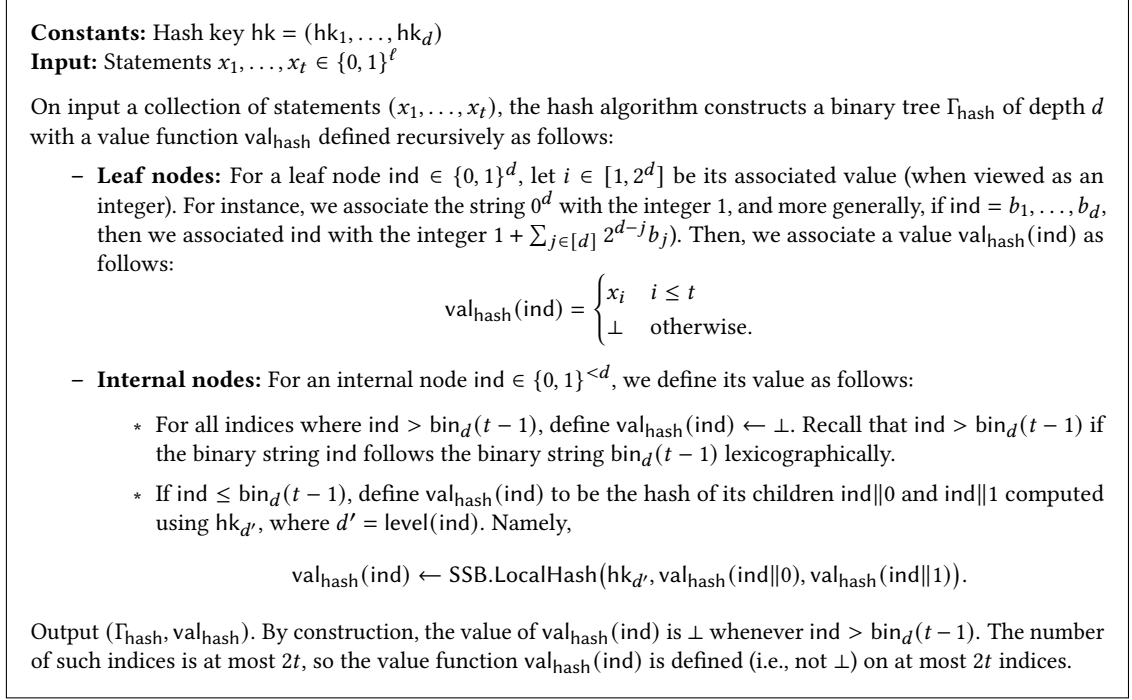 Constants: Hash key hk = (hk₁, . . . , hk_d)
Input: Statements x₁, . . . , x_t ∈ {0, 1}^ℓ
On input a collection of statements (x₁, . . . , x_t), the hash algorithm constructs a binary tree Γ_hash of depth d
with a value function val_hash defined recursively as follows:
– Leaf nodes: For a leaf node ind ∈ {0, 1}^d, let i ∈ [1, 2^d] be its associated value (when viewed as an
integer). For instance, we associate the string 0^d with the integer 1, and more generally, if ind = b₁, . . . , b_d,
then we associated ind with the integer 1 + ∑_{j∈[d]} 2^{d−j}b_j). Then, we associate a value val_hash(ind) as
follows:
val_hash(ind) = { x_i i ≤ t
⊥ otherwise.
– Internal nodes: For an internal node ind ∈ {0, 1}^{<d}, we define its value as follows:
* For all indices where ind > bin_d(t − 1), define val_hash(ind) ← ⊥. Recall that ind > bin_d(t − 1) if
the binary string ind follows the binary string bin_d(t − 1) lexicographically.
* If ind ≤ bin_d(t − 1), define val_hash(ind) to be the hash of its children ind∥0 and ind∥1 computed
using hk_{d′}, where d′ = level(ind). Namely,
val_hash(ind) ← SSB.LocalHash(hk_{d′}, val_hash(ind∥0), val_hash(ind∥1)).
Output (Γ_hash, val_hash). By construction, the value of val_hash(ind) is ⊥ whenever ind > bin_d(t − 1). The number
of such indices is at most 2t, so the value function val_hash(ind) is defined (i.e., not ⊥) on at most 2t indices.